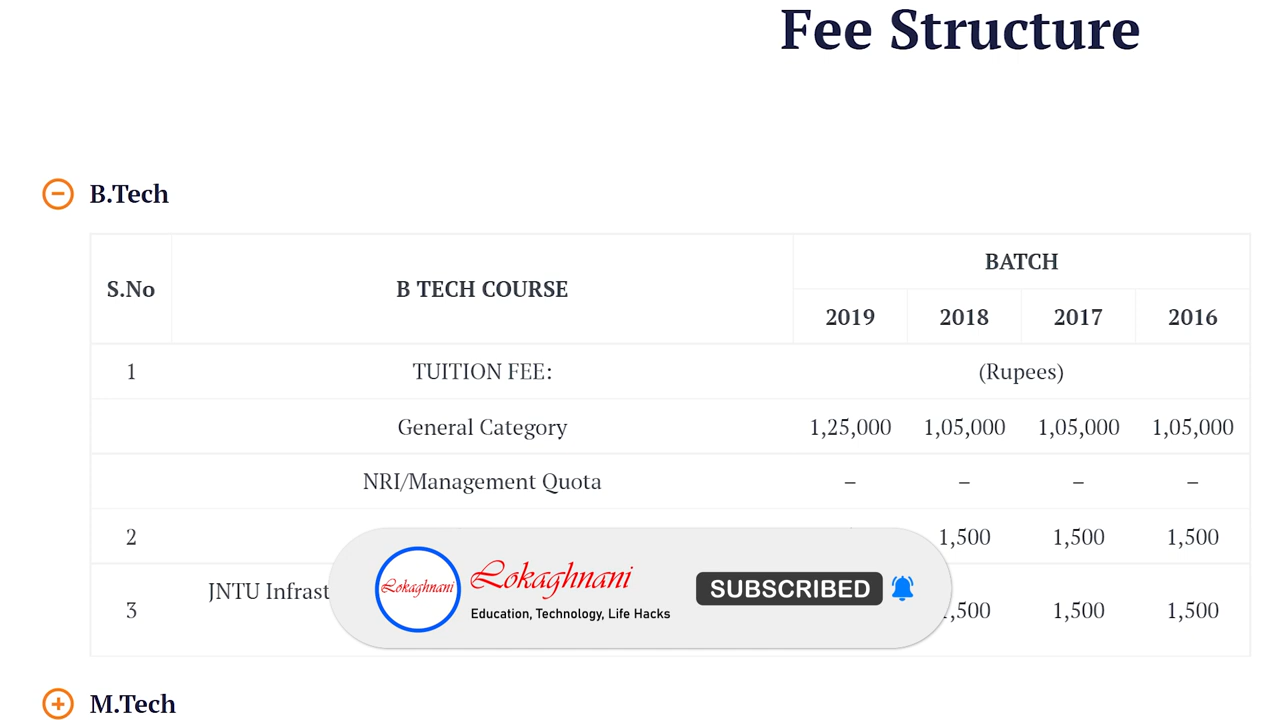 Fee Structure
B.Tech
S.No B TECH COURSE BATCH
2019 2018 2017 2016
1 TUITION FEE: (Rupees)
General Category 1,25,000 1,05,000 1,05,000 1,05,000
NRI/Management Quota – – – –
2 1,500 1,500 1,500
JNTU
3 1,500 1,500
Lokaghnani
Lokaghnani
SUBSCRIBED
Education, Technology, Life Hacks
M.Tech